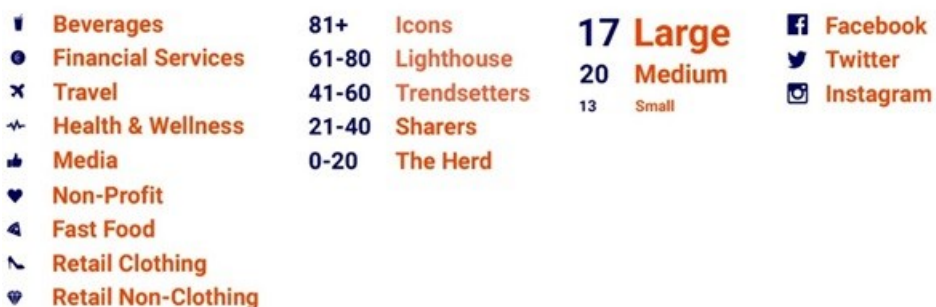 Beverages
Financial Services
Travel
Health & Wellness
Media
Non-Profit
Fast Food
Retail Clothing
Retail Non-Clothing
81+ Icons
61-80 Lighthouse
41-60 Trendsetters
21-40 Sharers
0-20 The Herd
17 Large
20 Medium
13 Small
Facebook
Twitter
Instagram